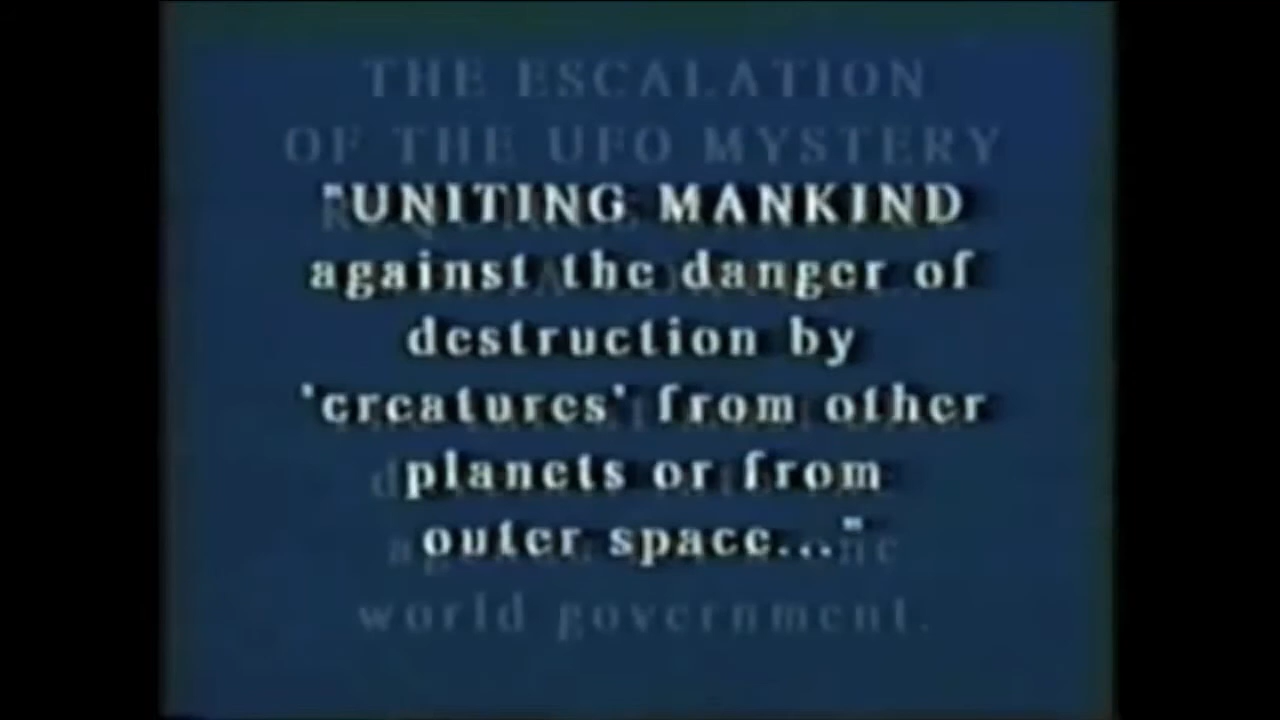 THE ESCALATION
OF THE UFO MYSTERY
"UNITING MANKIND
against the danger of
destruction by
'creatures' from other
planets or from
outer space..."
world government.